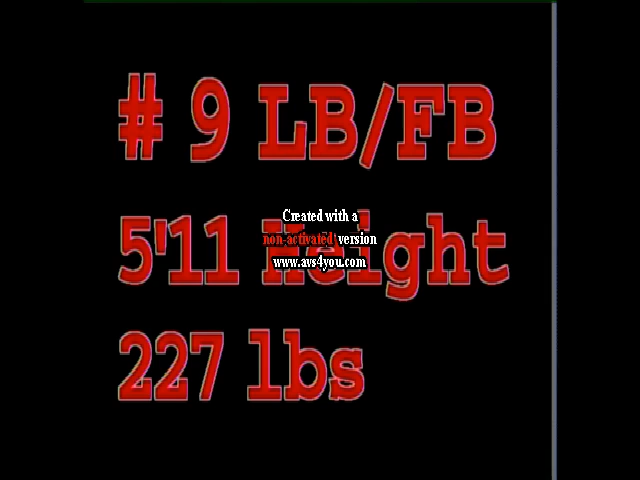 # 9 LB/FB
Created with a
non-activated version
www.avs4you.com
5'11 Height
227 lbs